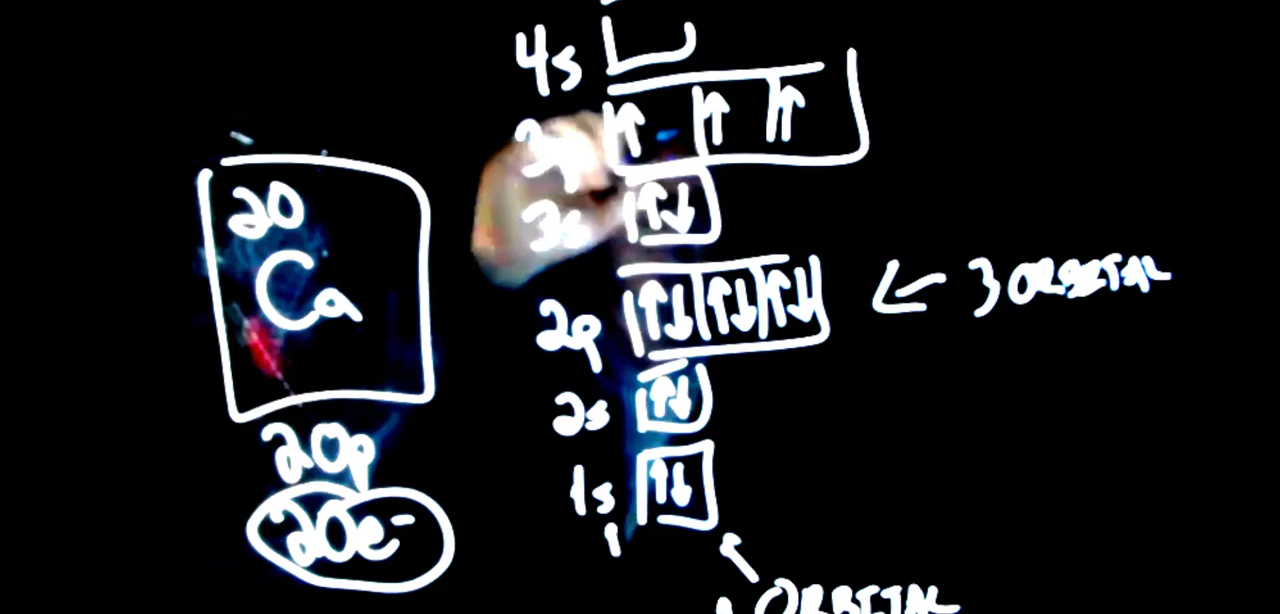 4s
3p ↑ ↑ ↑
3s ↑↓
2p ↑↓ ↑↓ ↑↓ ← 3 ORBITAL
2s ↑↓
1s ↑↓
ORBITAL
20
Ca
20p
20e-